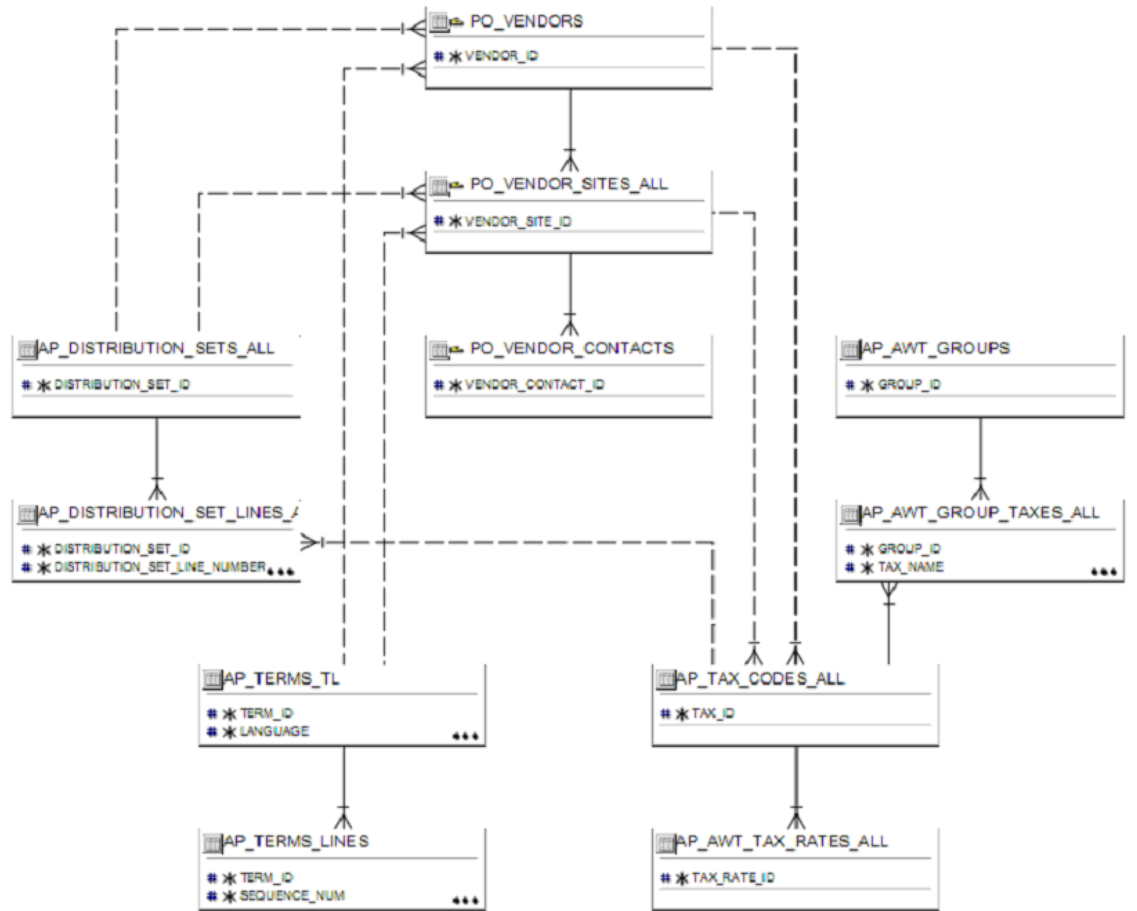 PO_VENDORS
# * VENDOR_ID
PO_VENDOR_SITES_ALL
# * VENDOR_SITE_ID
AP_DISTRIBUTION_SETS_ALL
# * DISTRIBUTION_SET_ID
PO_VENDOR_CONTACTS
# * VENDOR_CONTACT_ID
AP_AWT_GROUPS
# * GROUP_ID
AP_DISTRIBUTION_SET_LINES_A
# * DISTRIBUTION_SET_ID
# * DISTRIBUTION_SET_LINE_NUMBER
AP_AWT_GROUP_TAXES_ALL
# * GROUP_ID
# * TAX_NAME
AP_TERMS_TL
# * TERM_ID
# * LANGUAGE
AP_TAX_CODES_ALL
# * TAX_ID
AP_TERMS_LINES
# * TERM_ID
# * SEQUENCE_NUM
AP_AWT_TAX_RATES_ALL
# * TAX_RATE_ID